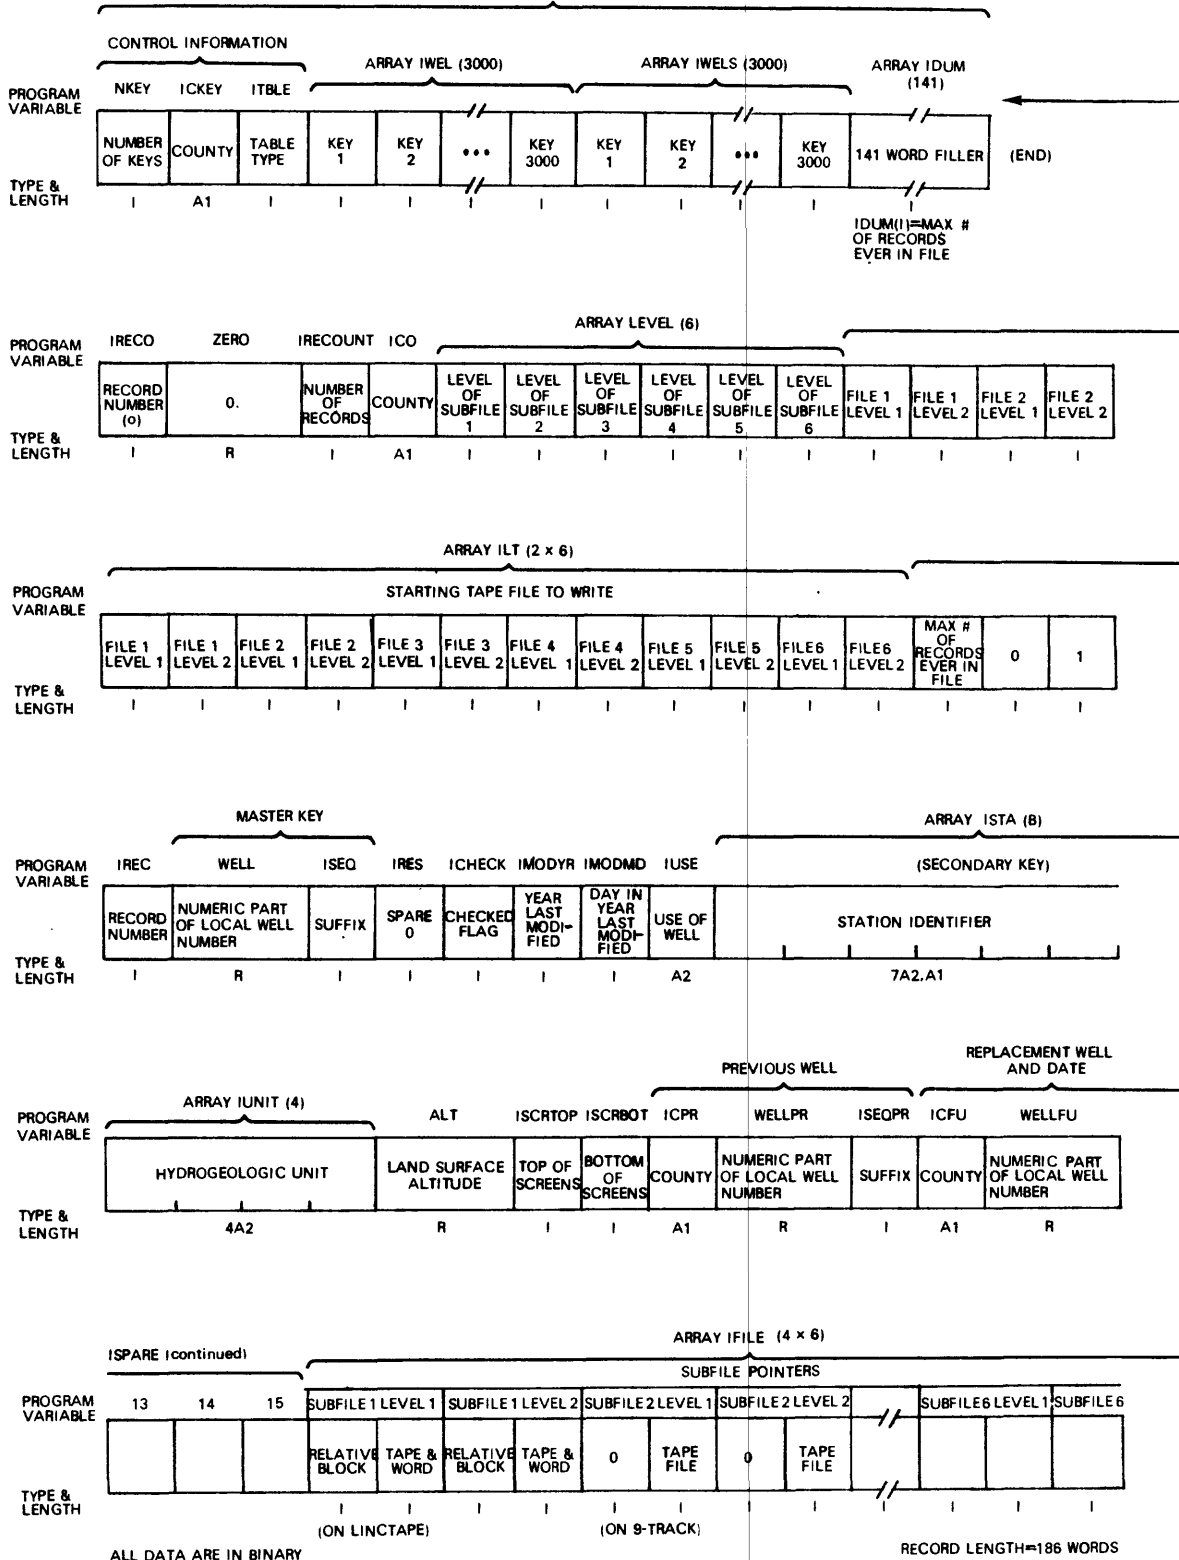 CONTROL INFORMATION
ARRAY IWEL (3000) ARRAY IWELS (3000) ARRAY IDUM (141)
PROGRAM VARIABLE NKEY ICKEY ITBLE
NUMBER OF KEYS COUNTY TABLE TYPE KEY 1 KEY 2 ••• KEY 3000 KEY 1 KEY 2 ••• KEY 3000 141 WORD FILLER (END)
TYPE & LENGTH I A1 I I I I I I I I I I
IDUM(I)=MAX # OF RECORDS EVER IN FILE
ARRAY LEVEL (6)
PROGRAM VARIABLE IRECO ZERO IRECOUNT ICO
RECORD NUMBER (o) 0. NUMBER OF RECORDS COUNTY LEVEL OF SUBFILE 1 LEVEL OF SUBFILE 2 LEVEL OF SUBFILE 3 LEVEL OF SUBFILE 4 LEVEL OF SUBFILE 5 LEVEL OF SUBFILE 6 FILE 1 LEVEL 1 FILE 1 LEVEL 2 FILE 2 LEVEL 1 FILE 2 LEVEL 2
TYPE & LENGTH I R I A1 I I I I I I I I I I
ARRAY ILT (2 x 6)
PROGRAM VARIABLE STARTING TAPE FILE TO WRITE
FILE 1 LEVEL 1 FILE 1 LEVEL 2 FILE 2 LEVEL 1 FILE 2 LEVEL 2 FILE 3 LEVEL 1 FILE 3 LEVEL 2 FILE 4 LEVEL 1 FILE 4 LEVEL 2 FILE 5 LEVEL 1 FILE 5 LEVEL 2 FILE6 LEVEL 1 FILE6 LEVEL 2 MAX # OF RECORDS EVER IN FILE 0 1
TYPE & LENGTH I I I I I I I I I I I I I I I
MASTER KEY ARRAY ISTA (8)
PROGRAM VARIABLE IREC WELL ISEQ IRES ICHECK IMODYR IMODMD IUSE (SECONDARY KEY)
RECORD NUMBER NUMERIC PART OF LOCAL WELL NUMBER SUFFIX SPARE 0 CHECKED FLAG YEAR LAST MODI- FIED DAY IN YEAR LAST MODI- FIED USE OF WELL STATION IDENTIFIER
TYPE & LENGTH I R I I I I I A2 7A2,A1
PREVIOUS WELL REPLACEMENT WELL AND DATE
ARRAY IUNIT (4)
PROGRAM VARIABLE ALT ISCRTOP ISCRBOT ICPR WELLPR ISEQPR ICFU WELLFU
HYDROGEOLOGIC UNIT LAND SURFACE ALTITUDE TOP OF SCREENS BOTTOM OF SCREENS COUNTY NUMERIC PART OF LOCAL WELL NUMBER SUFFIX COUNTY NUMERIC PART OF LOCAL WELL NUMBER
TYPE & LENGTH 4A2 R I I A1 R I A1 R
ARRAY IFILE (4 x 6)
ISPARE (continued)
SUBFILE POINTERS
PROGRAM VARIABLE 13 14 15 SUBFILE 1 LEVEL 1 SUBFILE 1 LEVEL 2 SUBFILE 2 LEVEL 1 SUBFILE 2 LEVEL 2 SUBFILE6 LEVEL 1 SUBFILE 6
RELATIVE BLOCK TAPE & WORD RELATIVE BLOCK TAPE & WORD 0 TAPE FILE 0 TAPE FILE
TYPE & LENGTH I I I I I I I I I I I I
(ON LINCTAPE) (ON 9-TRACK)
ALL DATA ARE IN BINARY RECORD LENGTH=186 WORDS